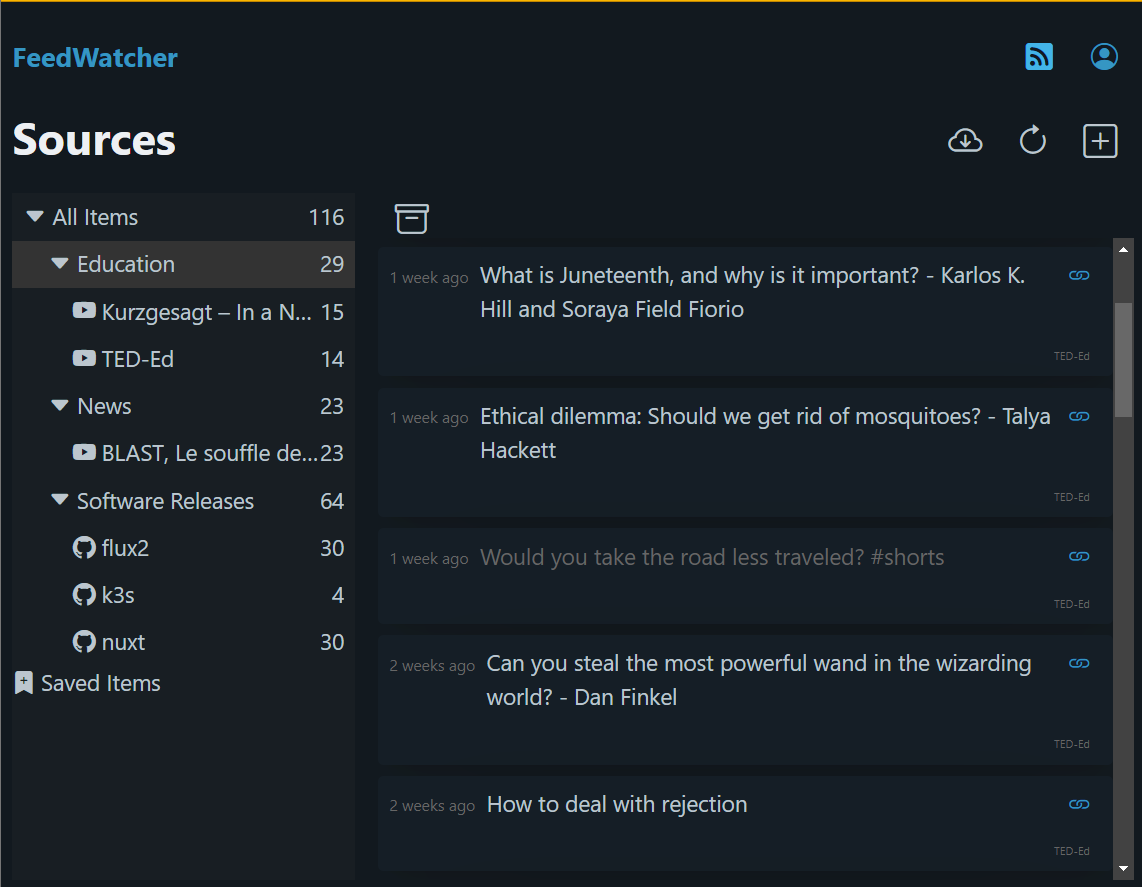 FeedWatcher
Sources
All Items 116
Education 29
Kurzgesagt – In a N... 15
TED-Ed 14
News 23
BLAST, Le souffle de... 23
Software Releases 64
flux2 30
k3s 4
nuxt 30
Saved Items
1 week ago What is Juneteenth, and why is it important? - Karlos K.
Hill and Soraya Field Fiorio
TED-Ed
1 week ago Ethical dilemma: Should we get rid of mosquitoes? - Talya
Hackett
TED-Ed
1 week ago Would you take the road less traveled? #shorts
TED-Ed
2 weeks ago Can you steal the most powerful wand in the wizarding
world? - Dan Finkel
TED-Ed
2 weeks ago How to deal with rejection
TED-Ed